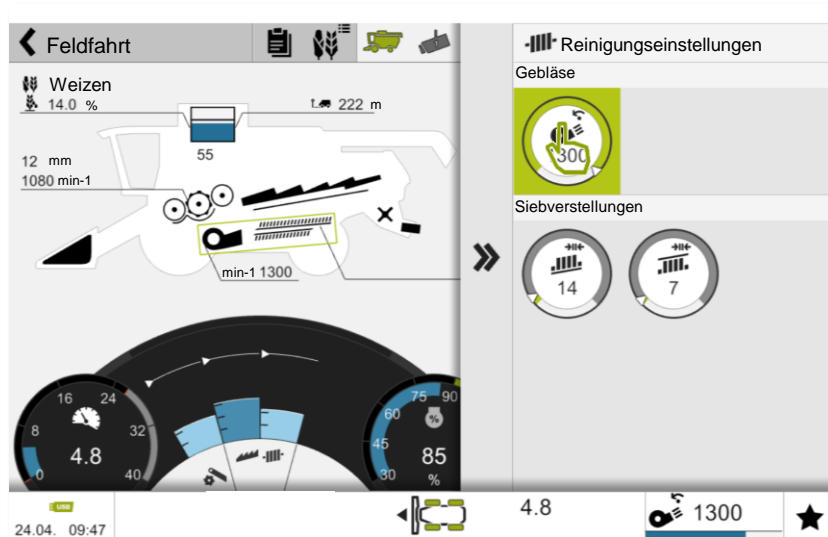 Feldfahrt
Weizen
14.0 %
222 m
55
12 mm
1080 min-1
min-1 1300
16 24
8 32
4.8
0 40
75 90
60
%
45
85
30 %
Reinigungseinstellungen
Gebläse
300
Siebverstellungen
14 7
USB
24.04. 09:47
4.8
1300